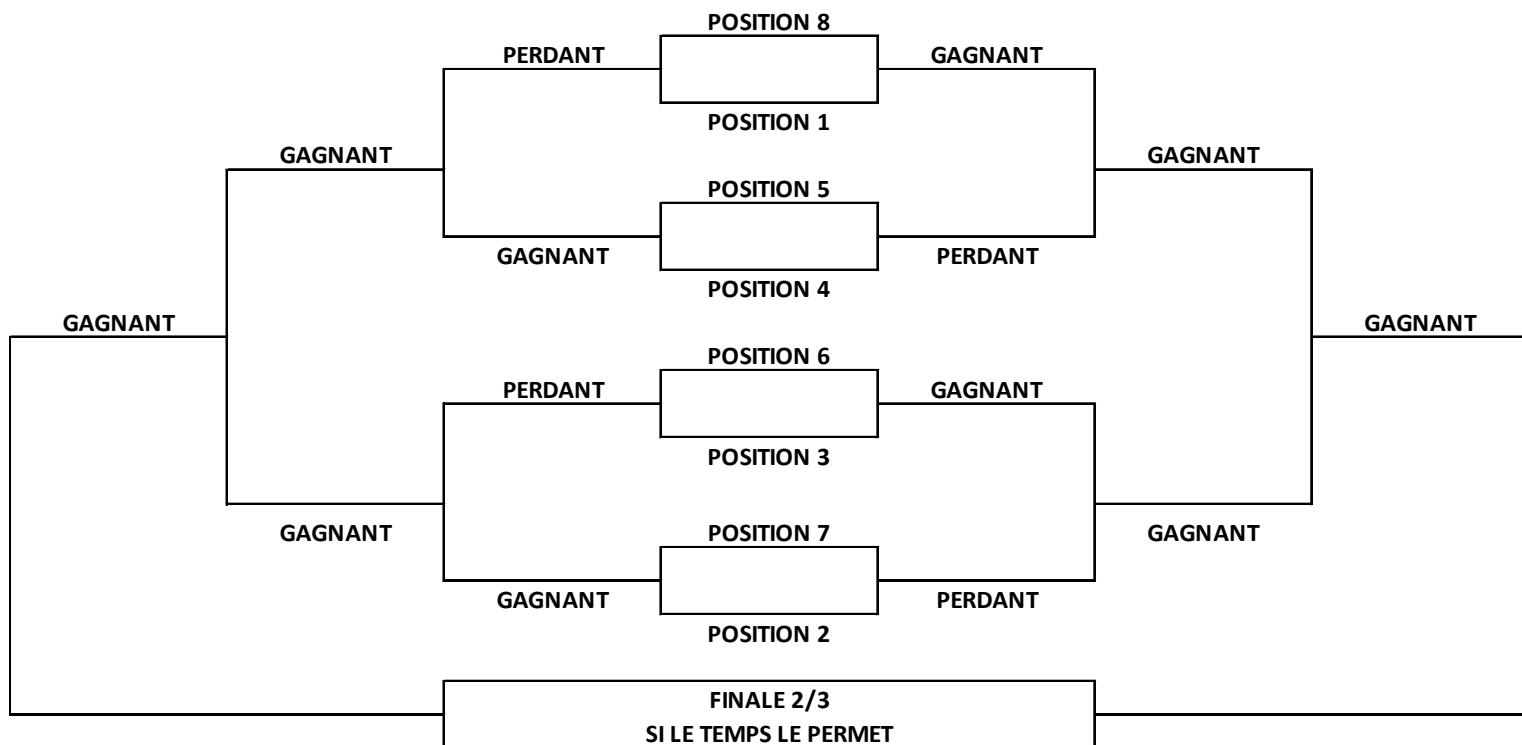 POSITION 8
PERDANT GAGNANT
POSITION 1
GAGNANT GAGNANT
POSITION 5
GAGNANT PERDANT
POSITION 4
GAGNANT GAGNANT
POSITION 6
PERDANT GAGNANT
POSITION 3
GAGNANT POSITION 7 GAGNANT
GAGNANT PERDANT
POSITION 2
FINALE 2/3
SI LE TEMPS LE PERMET